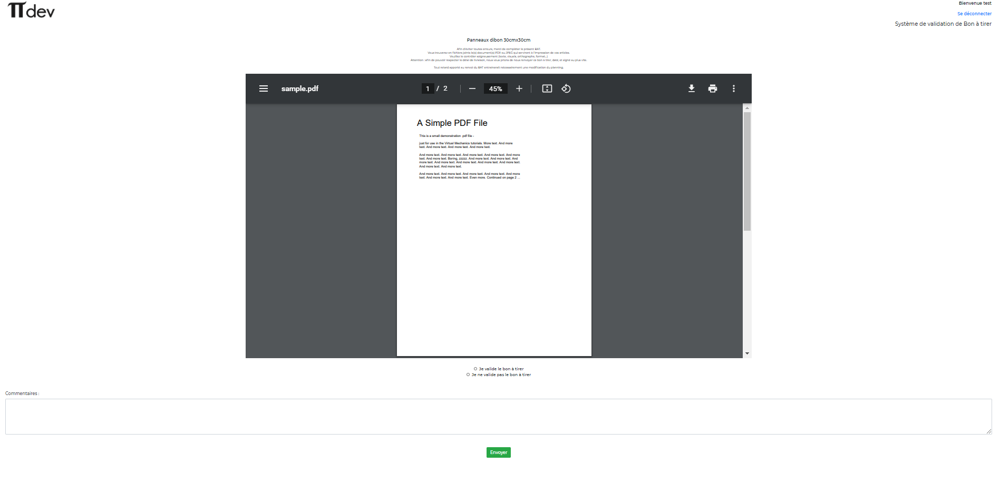 πdev
Bienvenue test
Se déconnecter
Système de validation de Bon à tirer
Panneaux dibon 30cmx30cm
Afin d'éviter toutes erreurs, merci de compléter le présent BAT.
Vous trouverez en fichiers joints le(s) document(s) PDF ou JPEG qui serviront à l'impression de vos articles.
Veuillez le contrôler soigneusement (texte, visuels, orthographe, format...)
Attention : afin de pouvoir respecter le délai de livraison, nous vous prions de nous renvoyer ce bon à tirer, daté, et signé au plus vite.
Tout retard apporté au renvoi du BAT entrainerait nécessairement une modification du planning.
sample.pdf
1 / 2
45%
A Simple PDF File
This is a small demonstration .pdf file -
just for use in the Virtual Mechanics tutorials. More text. And more
text. And more text. And more text. And more text.
And more text. And more text. And more text. And more text. And more
text. And more text. Boring, zzzzz. And more text. And more text. And
more text. And more text. And more text. And more text. And more text.
And more text. And more text.
And more text. And more text. And more text. And more text. And more
text. And more text. And more text. Even more. Continued on page 2 ...
Je valide le bon à tirer
Je ne valide pas le bon à tirer
Commentaires :
Envoyer